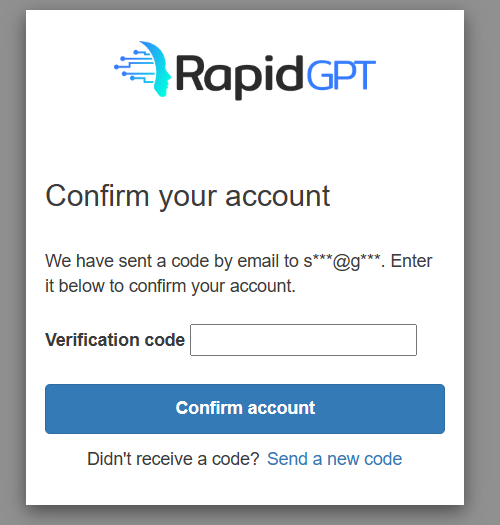 RapidGPT
Confirm your account
We have sent a code by email to s***@g***. Enter
it below to confirm your account.
Verification code
Confirm account
Didn't receive a code? Send a new code